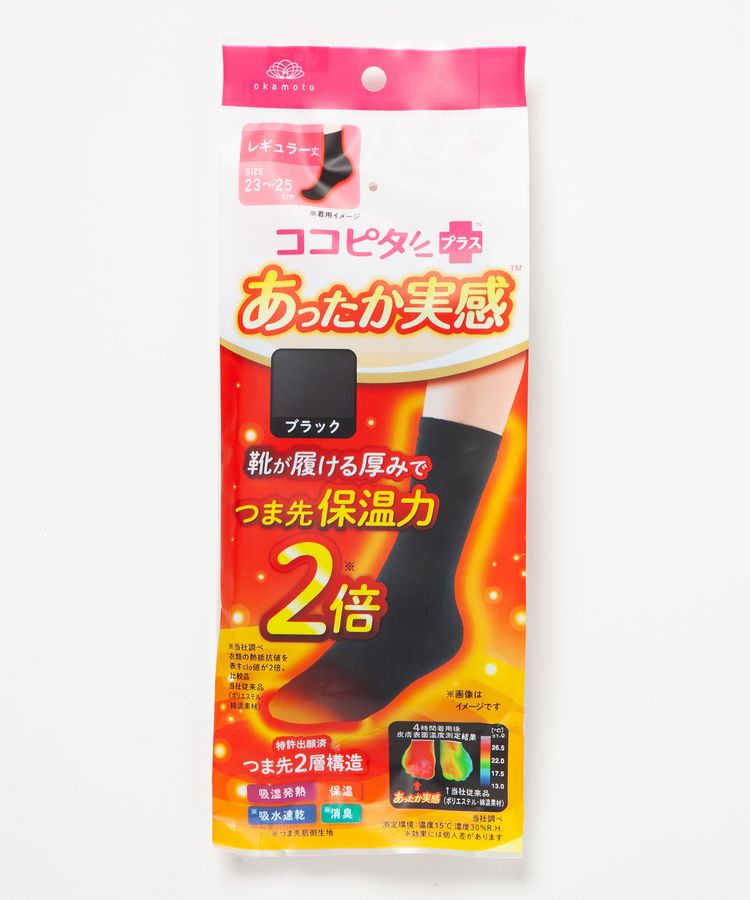 okamoto
レギュラー丈
SIZE
23〜25
cm
※着用イメージ
ココピタ
プラス
TM
あったか実感
TM
ブラック
靴が履ける厚みで
つま先保温力
2倍
※
※当社調べ
衣類の熱抵抗値を
表すclo値が2倍。
比較品
当社従来品
(ポリエステル・
綿混素材)
※画像は
イメージです
特許出願済
つま先2層構造
吸湿発熱
保温
※吸水速乾
※消臭
※つま先肌側生地
4時間着用後
皮膚表面温度測定結果
[℃]
31.0
26.5
22.0
17.5
13.0
↑
あったか実感
↑当社従来品
(ポリエステル・綿混素材)
当社調べ
測定環境:温度15℃ 湿度30%R.H.
※効果には個人差があります